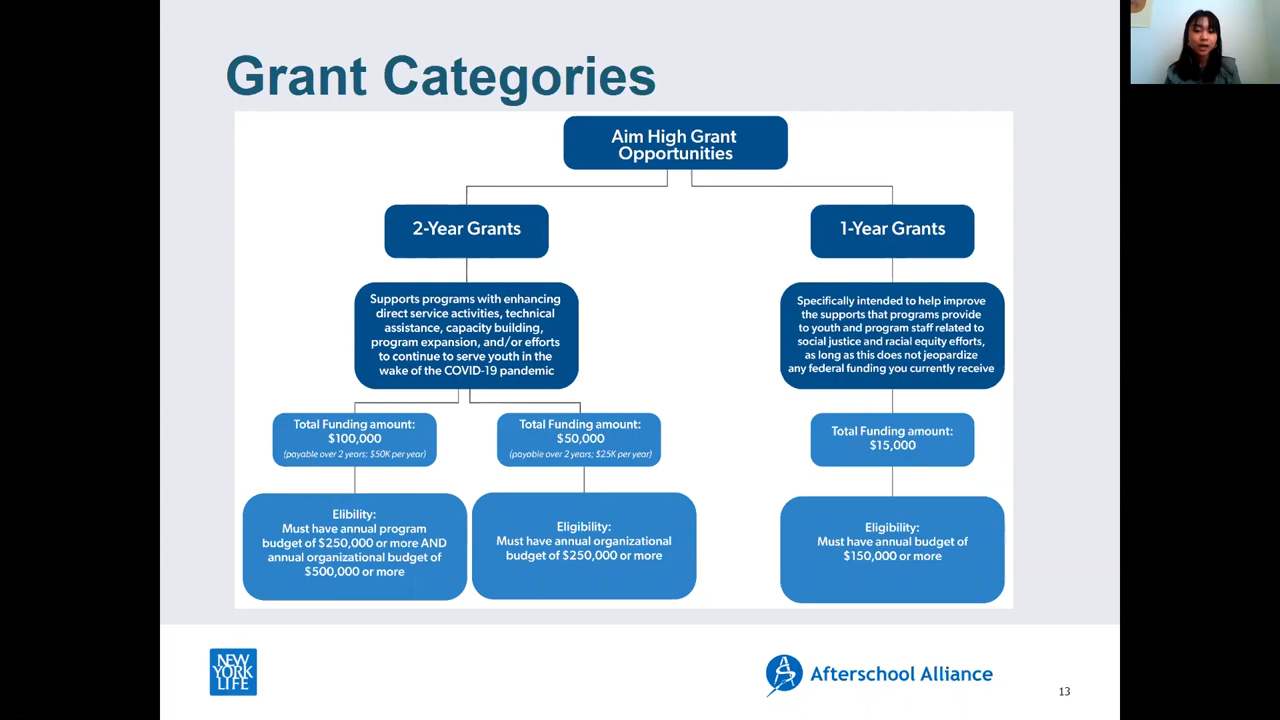 Grant Categories
Aim High Grant
Opportunities
2-Year Grants
1-Year Grants
Supports programs with enhancing
direct service activities, technical
assistance, capacity building,
program expansion, and/or efforts
to continue to serve youth in the
wake of the COVID-19 pandemic
Specifically intended to help improve
the supports that programs provide
to youth and program staff related to
social justice and racial equity efforts,
as long as this does not jeopardize
any federal funding you currently receive
Total Funding amount:
$100,000
(payable over 2 years; $50K per year)
Total Funding amount:
$50,000
(payable over 2 years; $25K per year)
Total Funding amount:
$15,000
Elibility:
Must have annual program
budget of $250,000 or more AND
annual organizational budget of
$500,000 or more
Eligibility:
Must have annual organizational
budget of $250,000 or more
Eligibility:
Must have annual budget of
$150,000 or more
NEW
YORK
LIFE
Afterschool Alliance
13